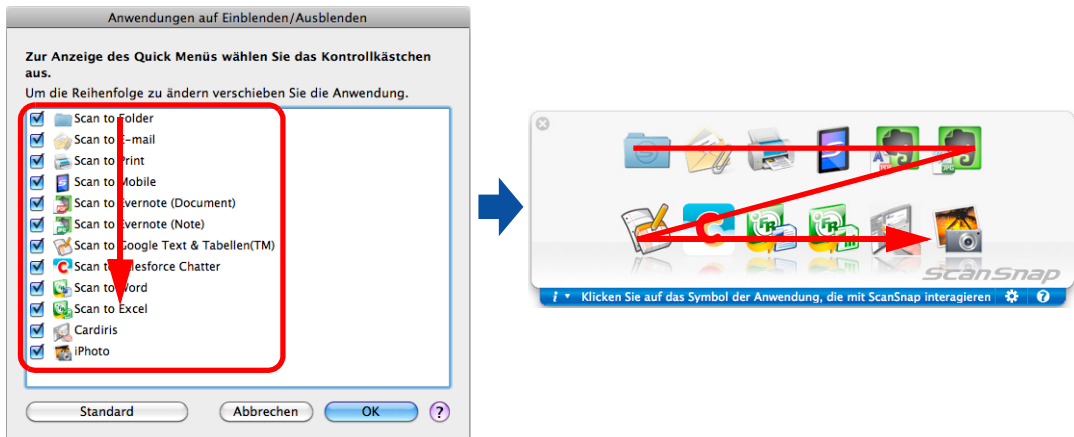 Anwendungen auf Einblenden/Ausblenden
Zur Anzeige des Quick Menüs wählen Sie das Kontrollkästchen
aus.
Um die Reihenfolge zu ändern verschieben Sie die Anwendung.
Scan to Folder
Scan to E-mail
Scan to Print
Scan to Mobile
Scan to Evernote (Document)
Scan to Evernote (Note)
Scan to Google Text & Tabellen(TM)
Scan to Salesforce Chatter
Scan to Word
Scan to Excel
Cardiris
iPhoto
Standard
Abbrechen
OK
?
ScanSnap
i
Klicken Sie auf das Symbol der Anwendung, die mit ScanSnap interagieren
?